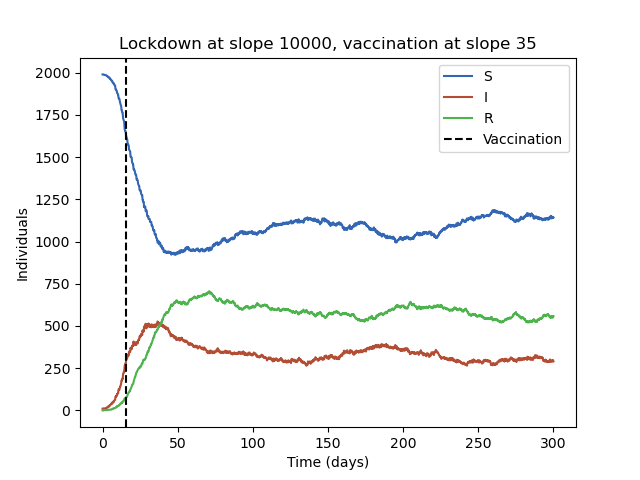 Lockdown at slope 10000, vaccination at slope 35
S
I
R
Vaccination
2000
1750
1500
1250
1000
750
500
250
0
Individuals
0 50 100 150 200 250 300
Time (days)